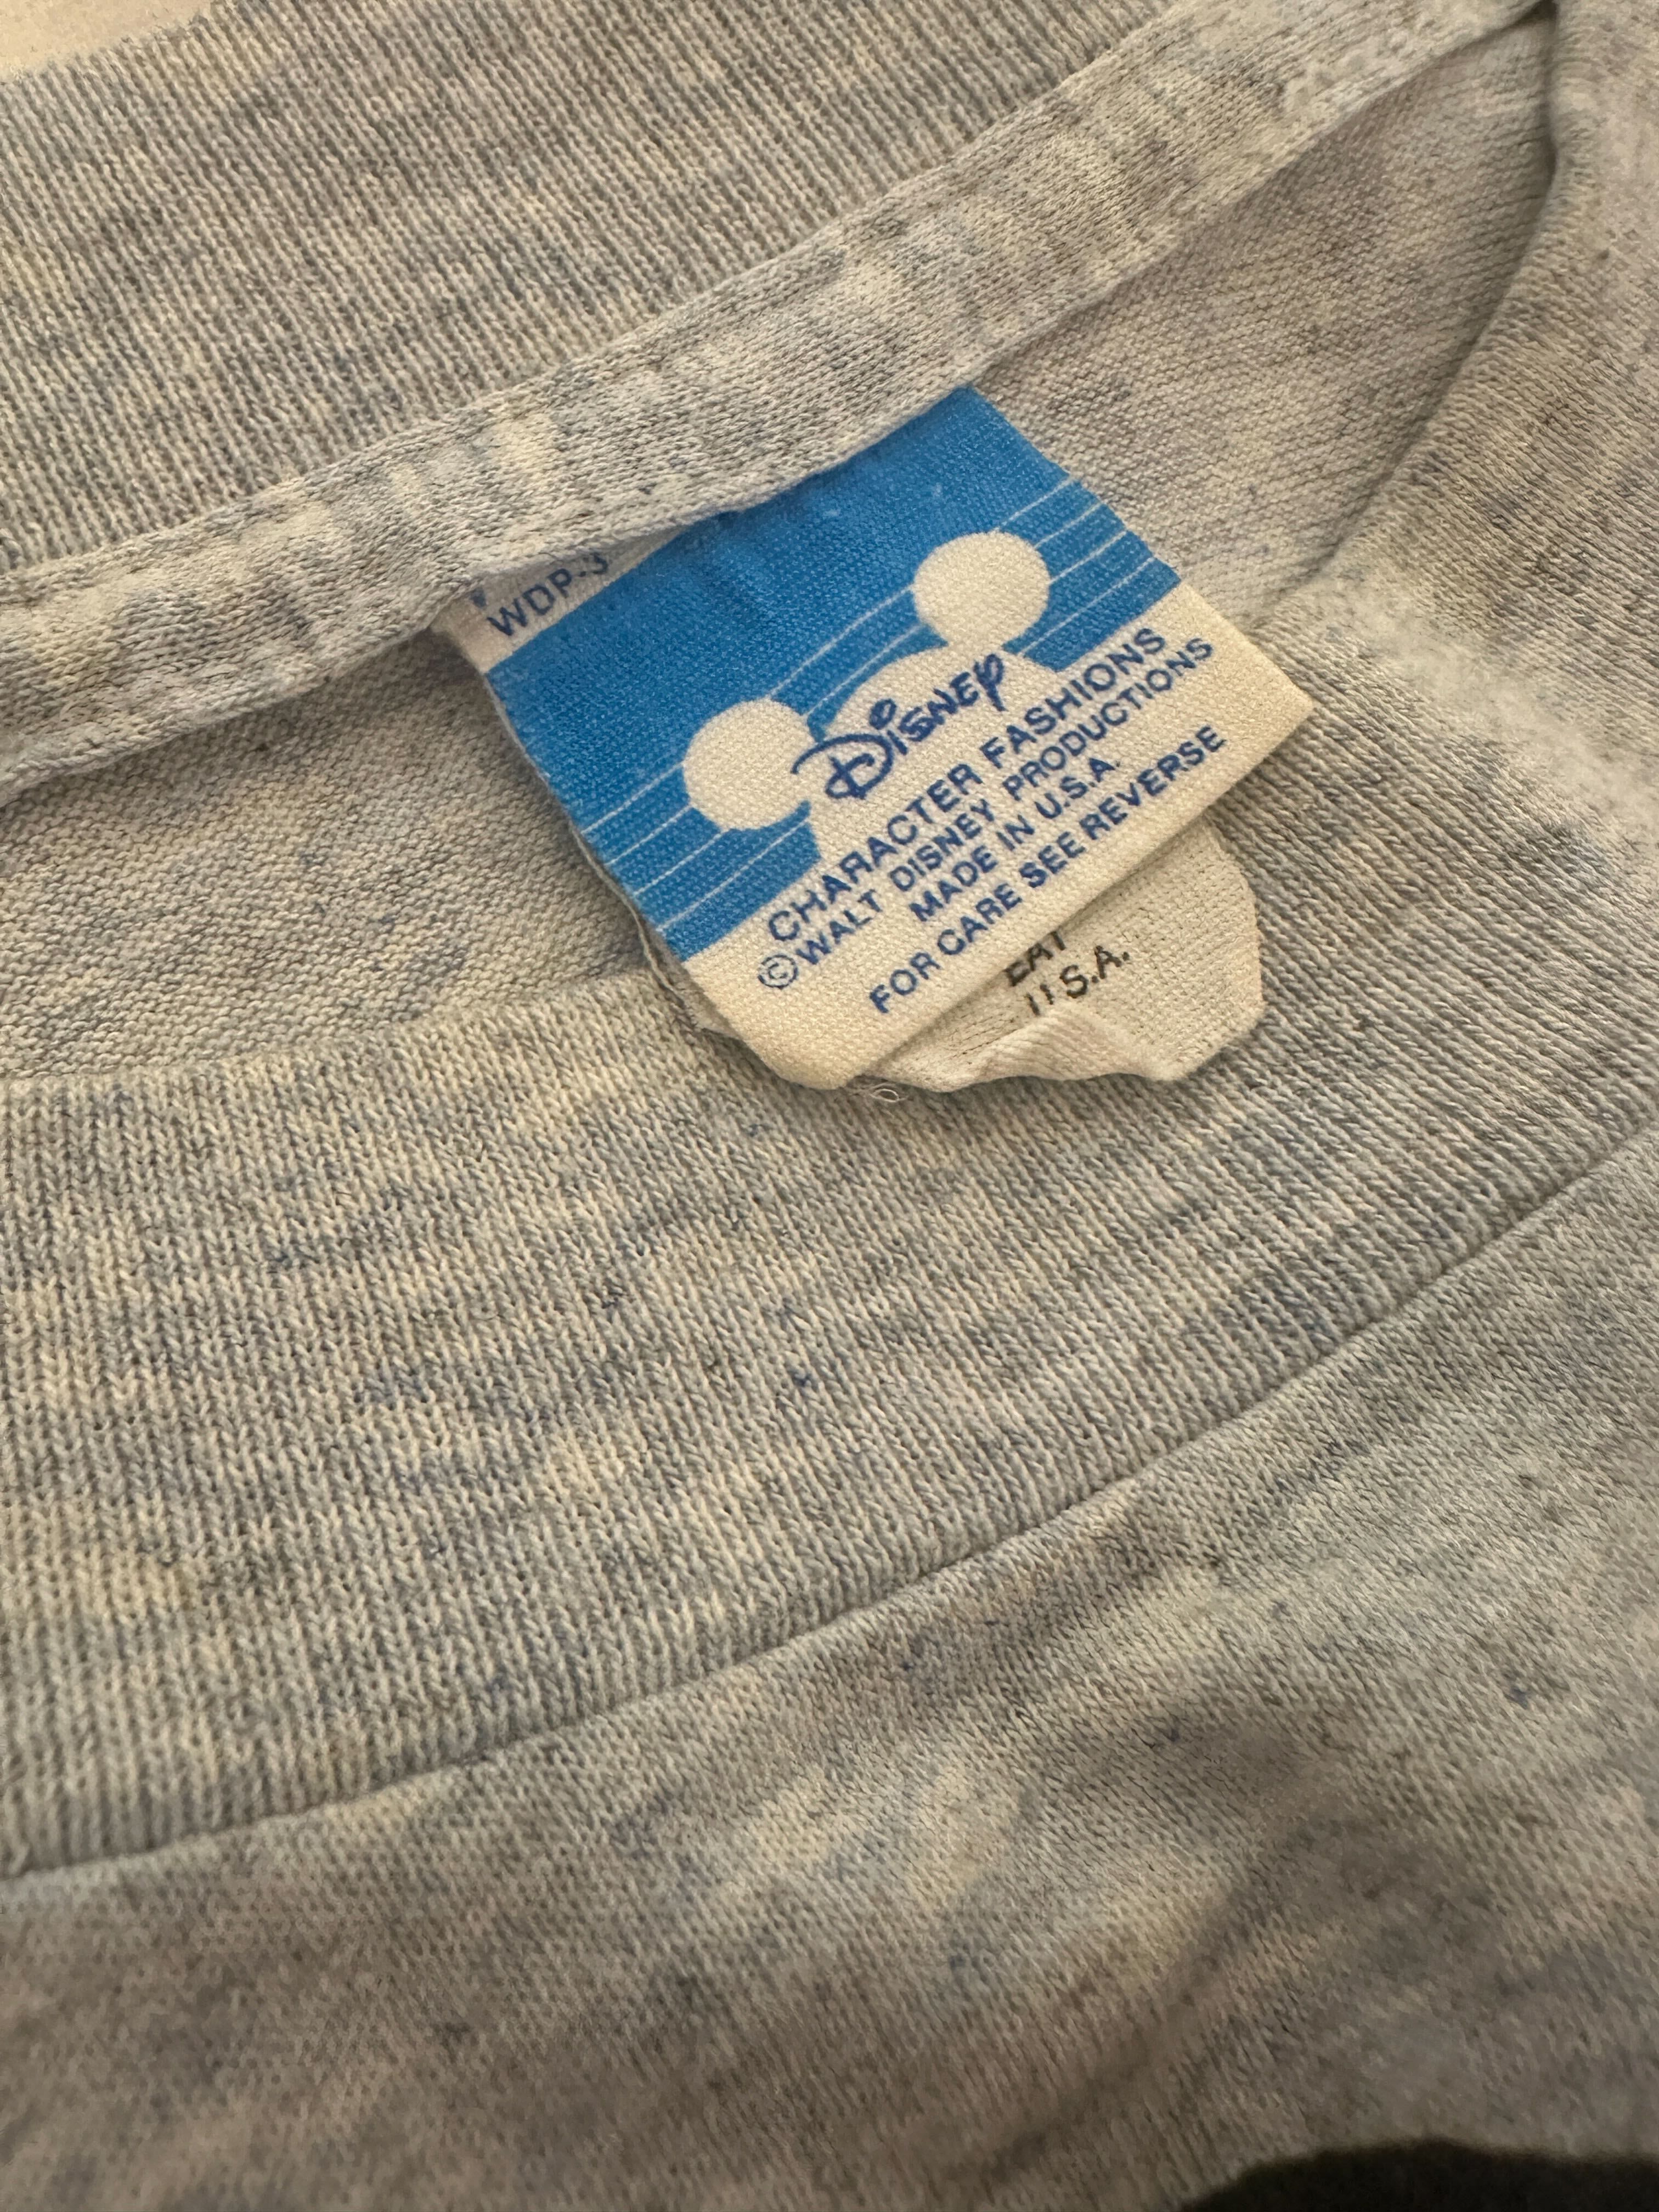 WDP-3
Disney
CHARACTER FASHIONS
©WALT DISNEY PRODUCTIONS
MADE IN U.S.A.
FOR CARE SEE REVERSE
U.S.A.